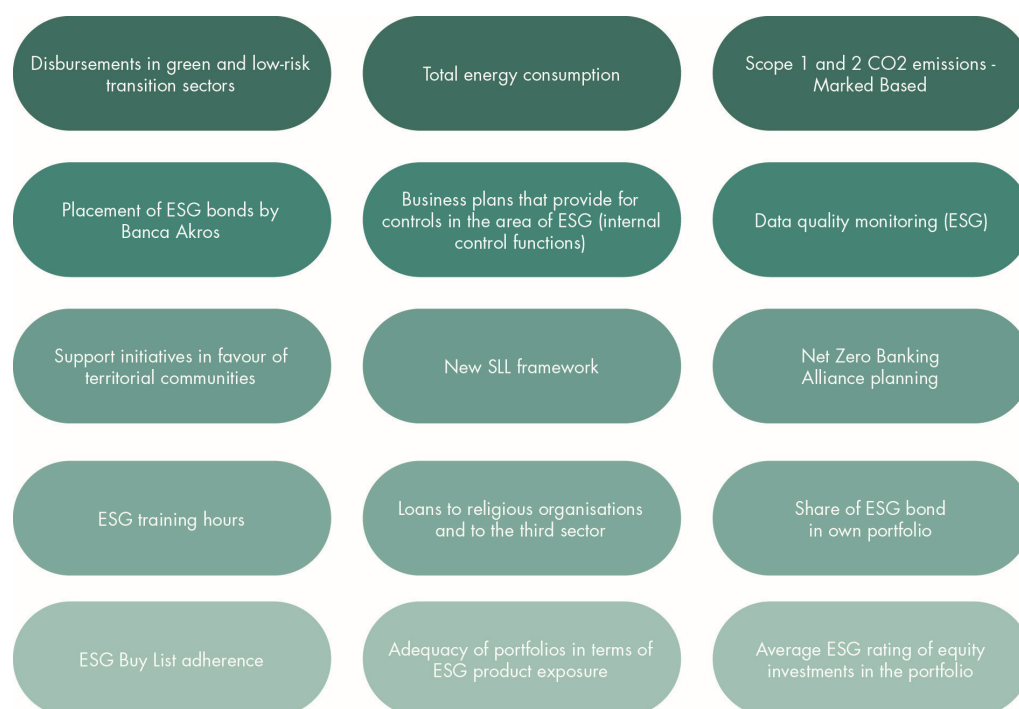 Disbursements in green and low-risk
transition sectors
Total energy consumption
Scope 1 and 2 CO2 emissions -
Marked Based
Placement of ESG bonds by
Banca Akros
Business plans that provide for
controls in the area of ESG (internal
control functions)
Data quality monitoring (ESG)
Support initiatives in favour of
territorial communities
New SLL framework
Net Zero Banking
Alliance planning
ESG training hours
Loans to religious organisations
and to the third sector
Share of ESG bond
in own portfolio
ESG Buy List adherence
Adequacy of portfolios in terms of
ESG product exposure
Average ESG rating of equity
investments in the portfolio